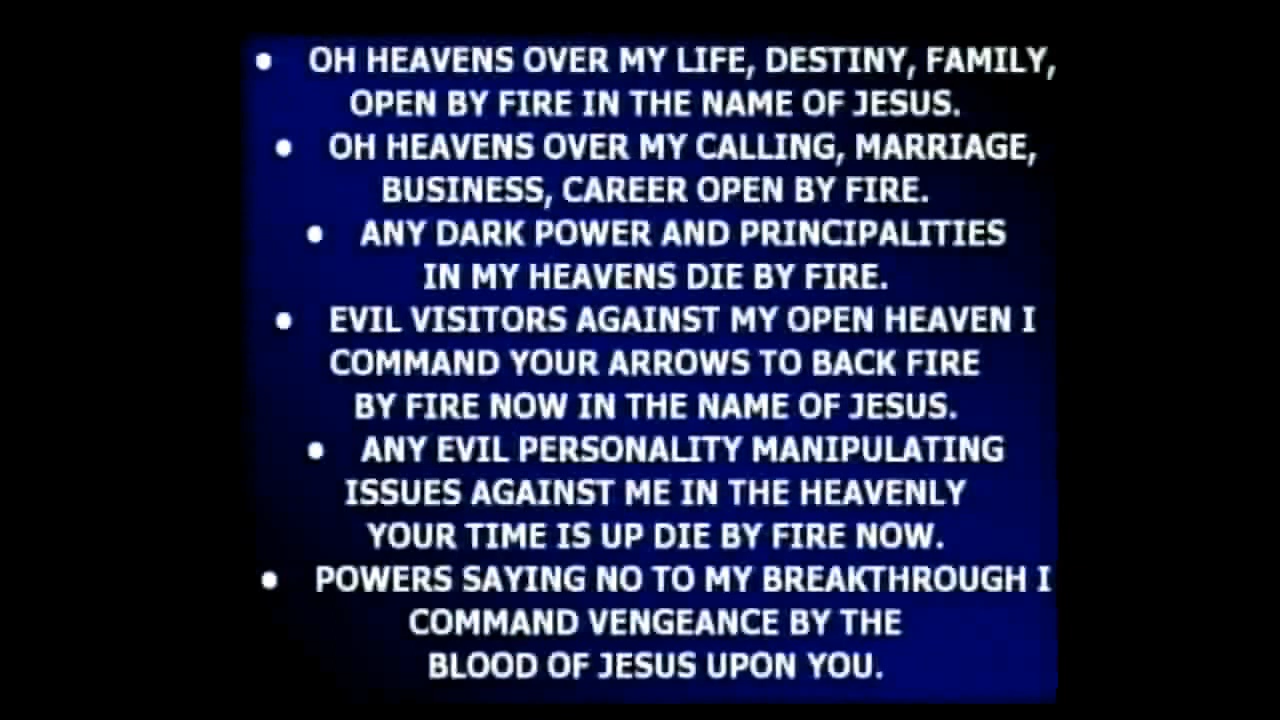 • OH HEAVENS OVER MY LIFE, DESTINY, FAMILY,
OPEN BY FIRE IN THE NAME OF JESUS.
• OH HEAVENS OVER MY CALLING, MARRIAGE,
BUSINESS, CAREER OPEN BY FIRE.
• ANY DARK POWER AND PRINCIPALITIES
IN MY HEAVENS DIE BY FIRE.
• EVIL VISITORS AGAINST MY OPEN HEAVEN I
COMMAND YOUR ARROWS TO BACK FIRE
BY FIRE NOW IN THE NAME OF JESUS.
• ANY EVIL PERSONALITY MANIPULATING
ISSUES AGAINST ME IN THE HEAVENLY
YOUR TIME IS UP DIE BY FIRE NOW.
• POWERS SAYING NO TO MY BREAKTHROUGH I
COMMAND VENGEANCE BY THE
BLOOD OF JESUS UPON YOU.